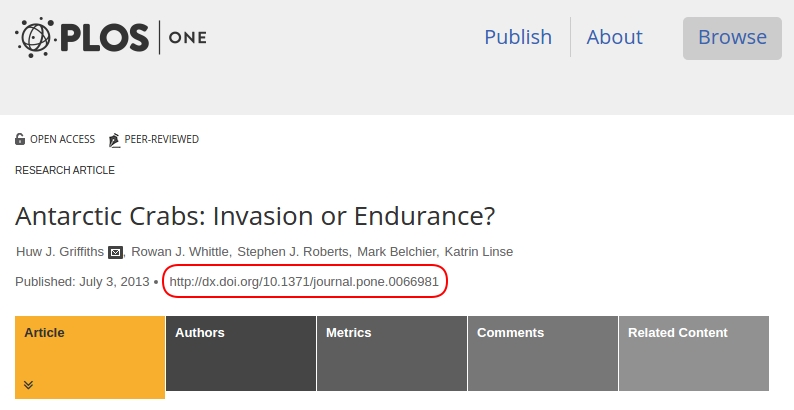 PLOS | ONE
Publish
About
Browse
OPEN ACCESS
PEER-REVIEWED
RESEARCH ARTICLE
Antarctic Crabs: Invasion or Endurance?
Huw J. Griffiths , Rowan J. Whittle, Stephen J. Roberts, Mark Belchier, Katrin Linse
Published: July 3, 2013 • http://dx.doi.org/10.1371/journal.pone.0066981
Article
Authors
Metrics
Comments
Related Content